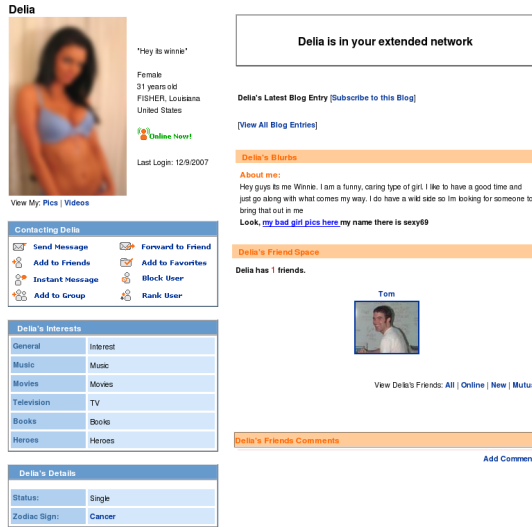 Delia
"Hey its winnie"
Female
31 years old
FISHER, Louisiana
United States
Online Now!
Last Login: 12/9/2007
View My: Pics | Videos
Contacting Delia
Send Message
Forward to Friend
Add to Friends
Add to Favorites
Instant Message
Block User
Add to Group
Rank User
Delia's Interests
General Interest
Music Music
Movies Movies
Television TV
Books Books
Heroes Heroes
Delia's Details
Status: Single
Zodiac Sign: Cancer
Delia is in your extended network
Delia's Latest Blog Entry [Subscribe to this Blog]
[View All Blog Entries]
Delia's Blurbs
About me:
Hey guys its me Winnie. I am a funny, caring type of girl. I like to have a good time and
just go along with what comes my way. I do have a wild side so Im looking for someone to
bring that out in me
Look, my bad girl pics here my name there is sexy69
Delia's Friend Space
Delia has 1 friends.
Tom
View Delia's Friends: All | Online | New | Mutu
Delia's Friends Comments
Add Commen